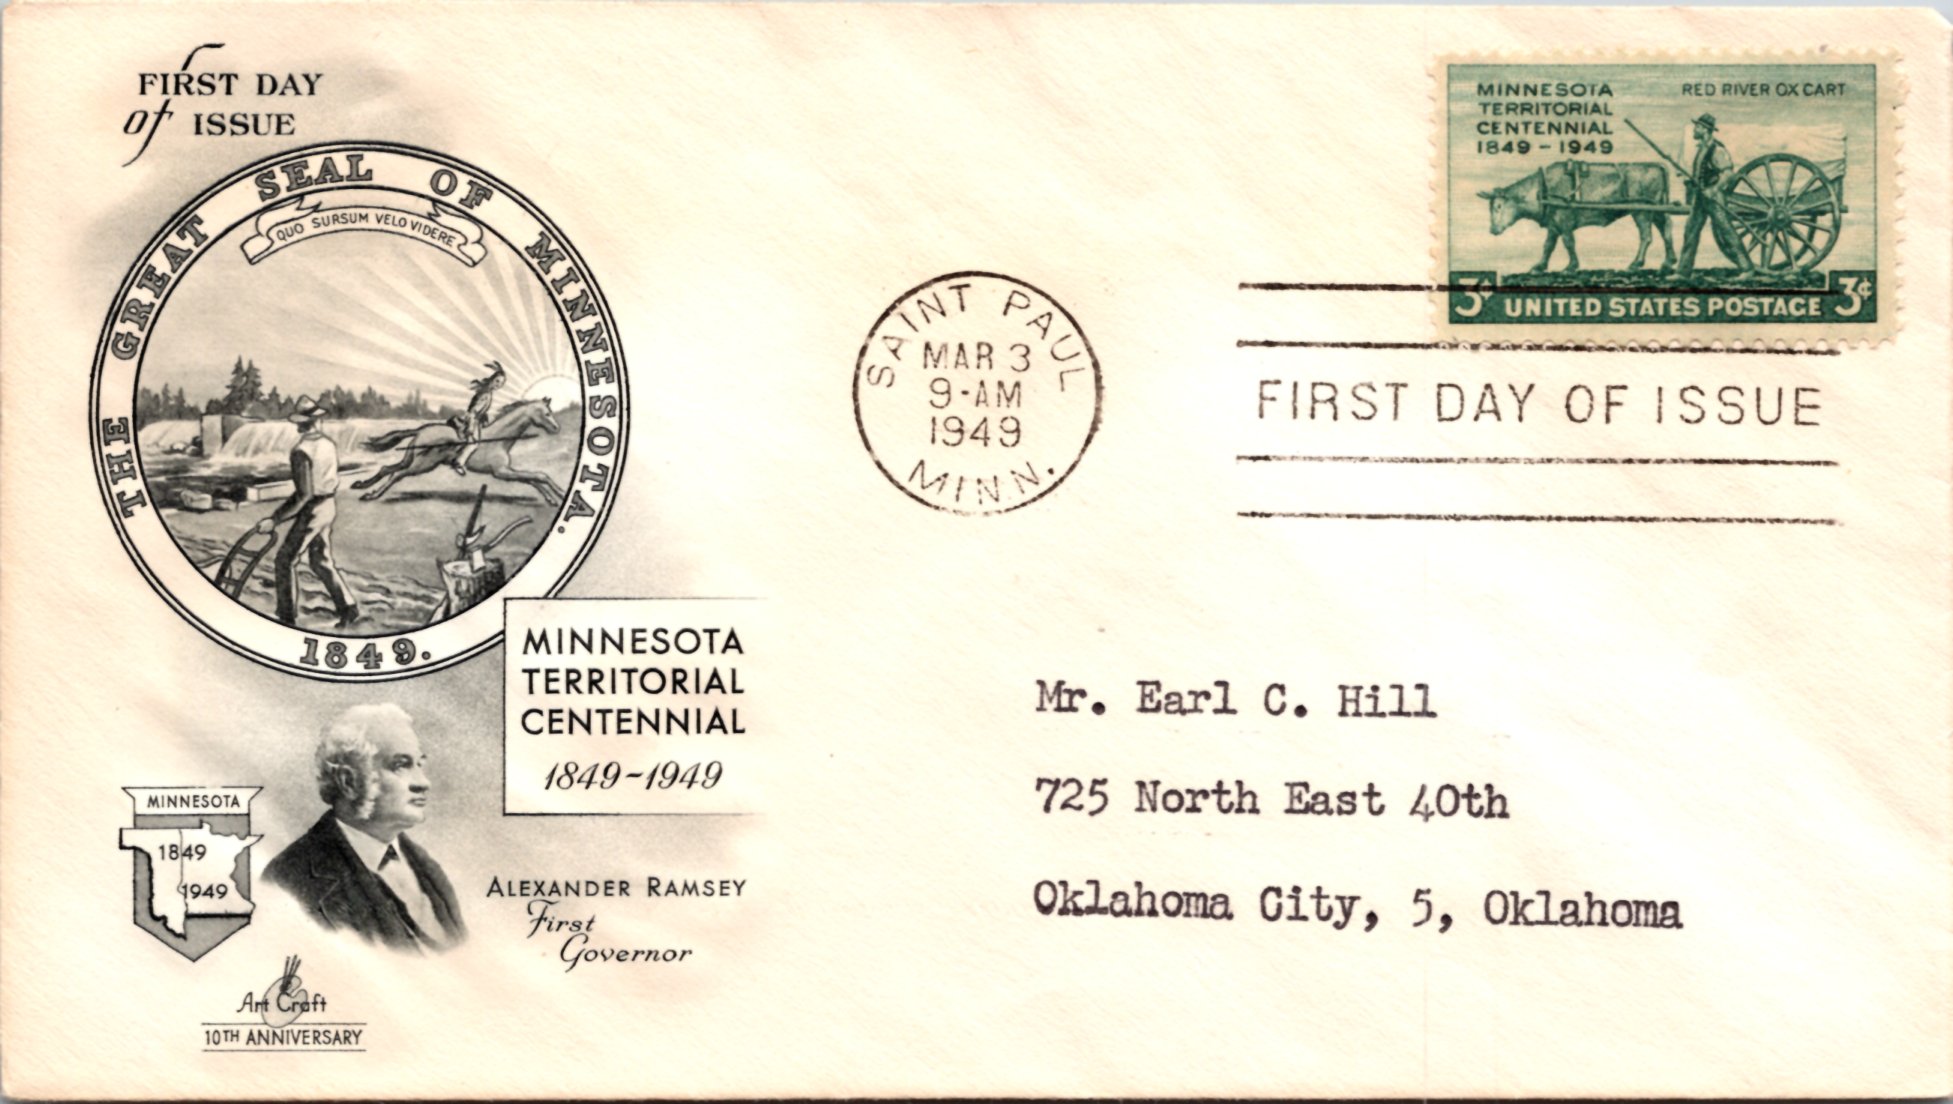 FIRST DAY
of ISSUE
THE GREAT SEAL OF MINNESOTA.
QUO SURSUM VELO VIDERE
1849.
MINNESOTA
TERRITORIAL
CENTENNIAL
1849-1949
MINNESOTA
1849
1949
ALEXANDER RAMSEY
First
Governor
Art Craft
10TH ANNIVERSARY
SAINT PAUL
MAR 3
9-AM
1949
MINN.
MINNESOTA
TERRITORIAL
CENTENNIAL
1849 - 1949
RED RIVER OX CART
3¢ UNITED STATES POSTAGE 3¢
FIRST DAY OF ISSUE
Mr. Earl C. Hill
725 North East 40th
Oklahoma City, 5, Oklahoma